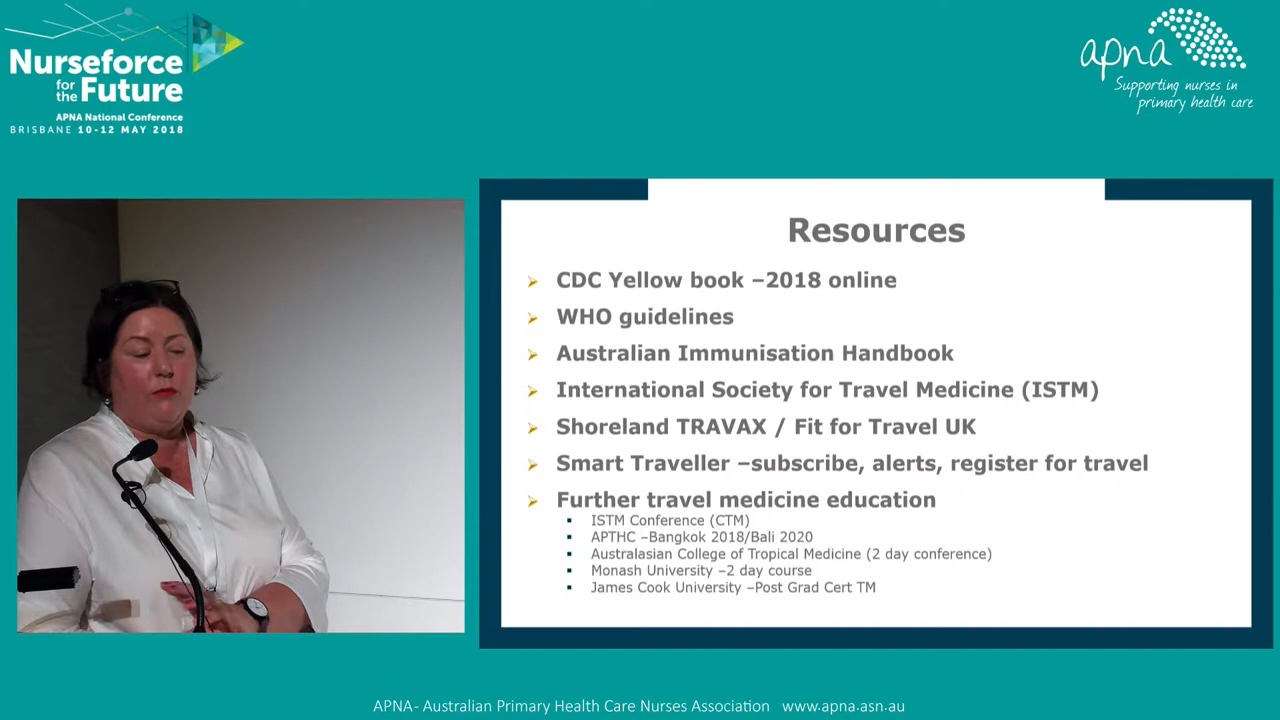 Nurseforce
for the Future
APNA National Conference
BRISBANE 10-12 MAY 2018
apna
Supporting nurses in
primary health care
Resources
CDC Yellow book –2018 online
WHO guidelines
Australian Immunisation Handbook
International Society for Travel Medicine (ISTM)
Shoreland TRAVAX / Fit for Travel UK
Smart Traveller –subscribe, alerts, register for travel
Further travel medicine education
ISTM Conference (CTM)
APTHC –Bangkok 2018/Bali 2020
Australasian College of Tropical Medicine (2 day conference)
Monash University –2 day course
James Cook University –Post Grad Cert TM
APNA- Australian Primary Health Care Nurses Association www.apna.asn.au